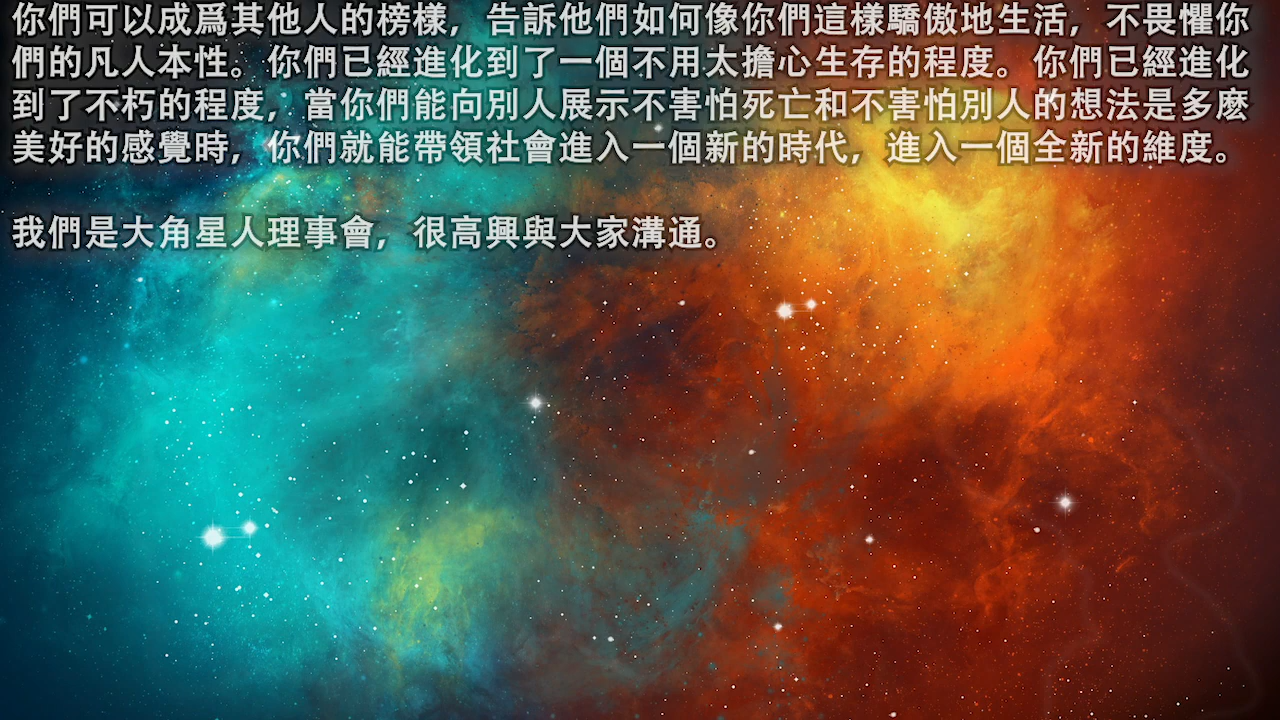 你們可以成爲其他人的榜樣，告訴他們如何像你們這樣驕傲地生活，不畏懼你
們的凡人本性。你們已經進化到了一個不用太擔心生存的程度。你們已經進化
到了不朽的程度，當你們能向別人展示不害怕死亡和不害怕別人的想法是多麽
美好的感覺時，你們就能帶領社會進入一個新的時代，進入一個全新的維度。
我們是大角星人理事會，很高興與大家溝通。